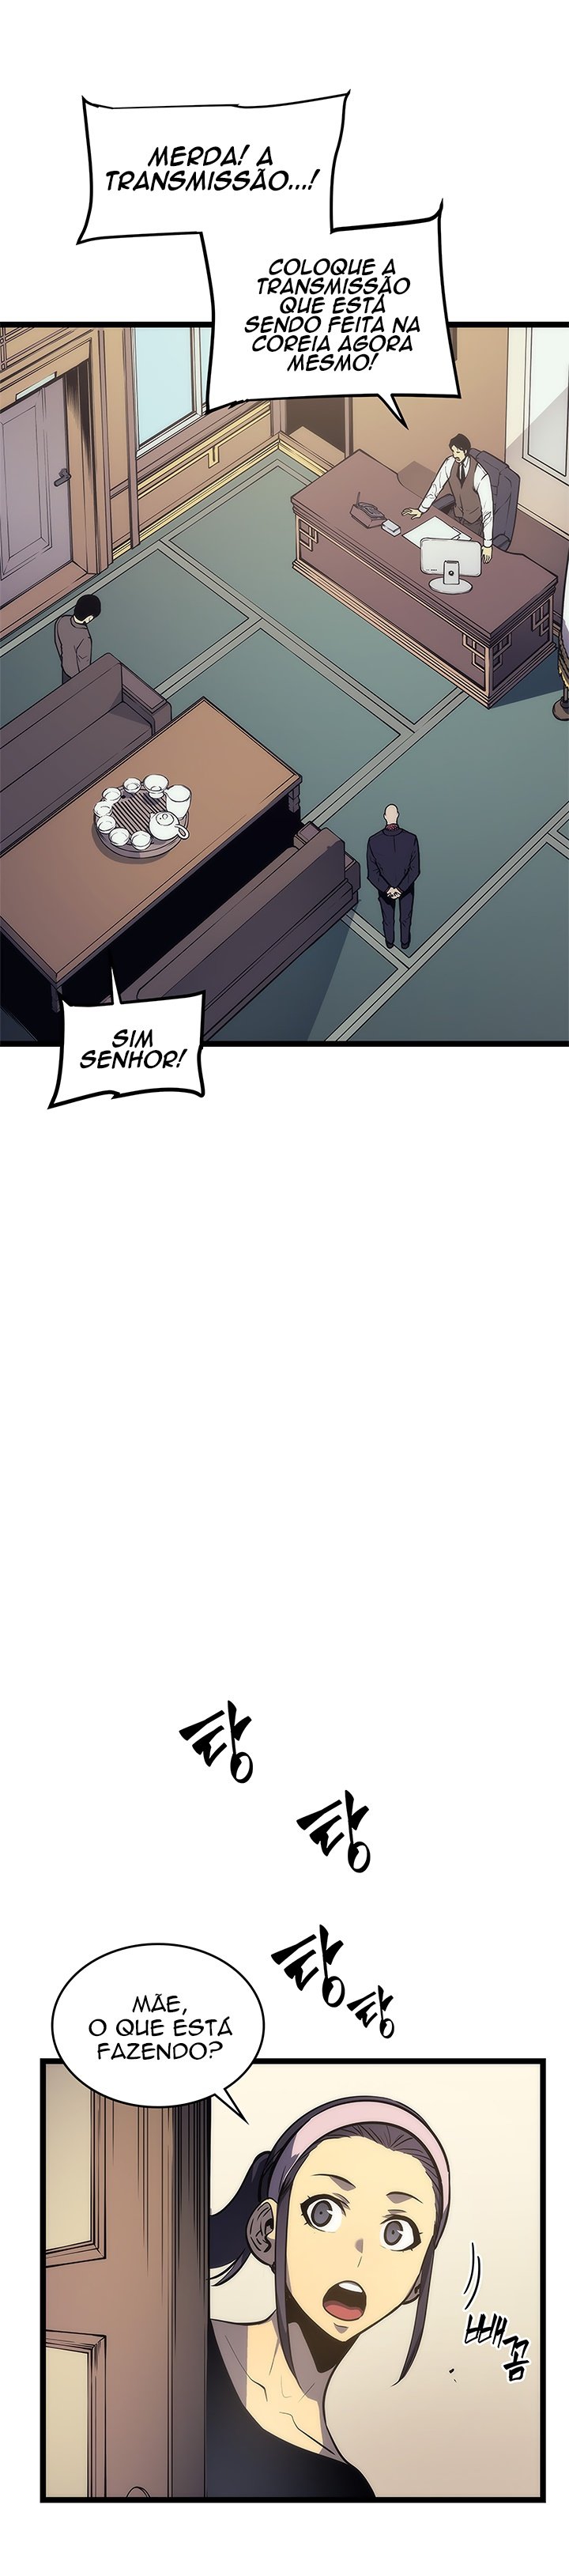 MERDA! A
TRANSMISSÃO...!
COLOQUE A
TRANSMISSÃO
QUE ESTÁ
SENDO FEITA NA
COREIA AGORA
MESMO!
SIM
SENHOR!
탕
탕
탕
탕
MÃE,
O QUE ESTÁ
FAZENDO?
빼꼼